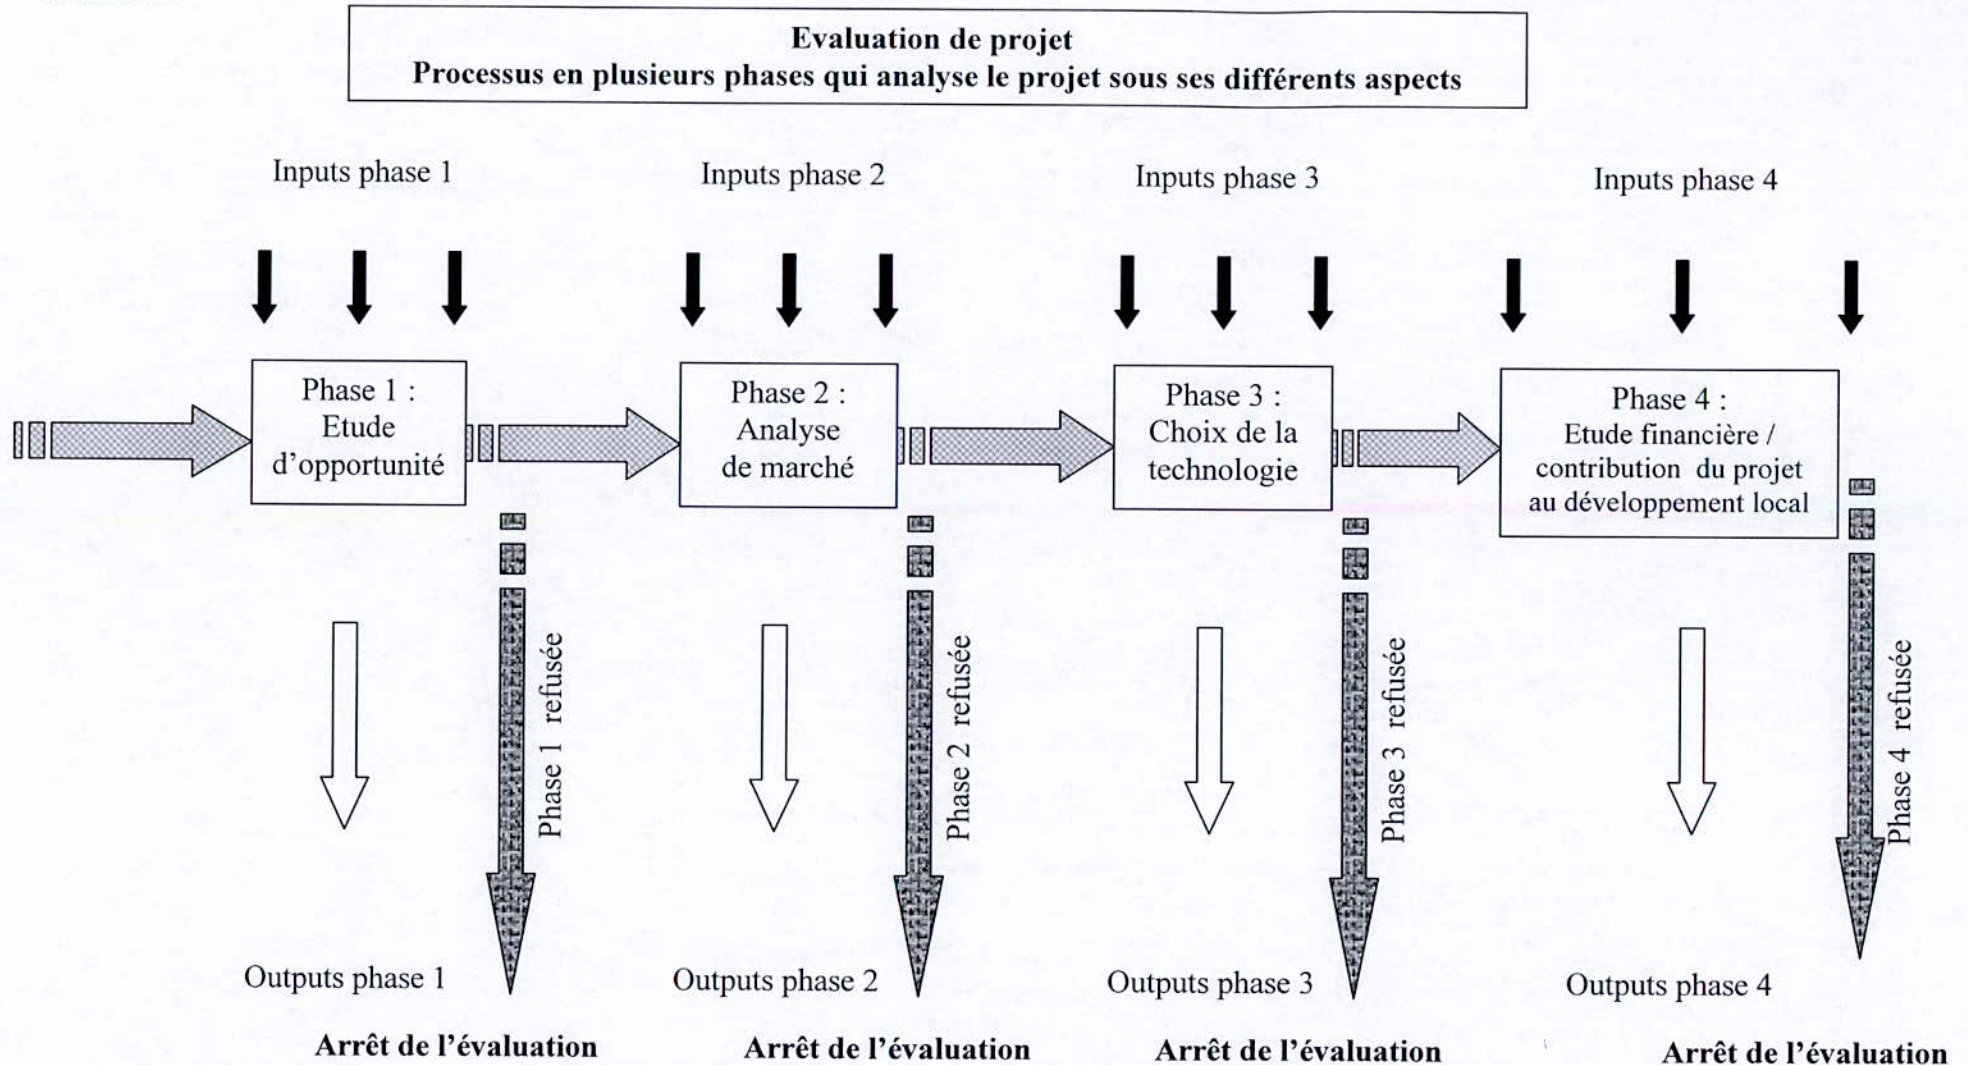 Evaluation de projet
Processus en plusieurs phases qui analyse le projet sous ses différents aspects
Inputs phase 1
Inputs phase 2
Inputs phase 3
Inputs phase 4
Phase 1 :
Etude
d’opportunité
Phase 2 :
Analyse
de marché
Phase 3 :
Choix de la
technologie
Phase 4 :
Etude financière /
contribution du projet
au développement local
Phase 1 refusée
Phase 2 refusée
Phase 3 refusée
Phase 4 refusée
Outputs phase 1
Outputs phase 2
Outputs phase 3
Outputs phase 4
Arrêt de l’évaluation
Arrêt de l’évaluation
Arrêt de l’évaluation
Arrêt de l’évaluation